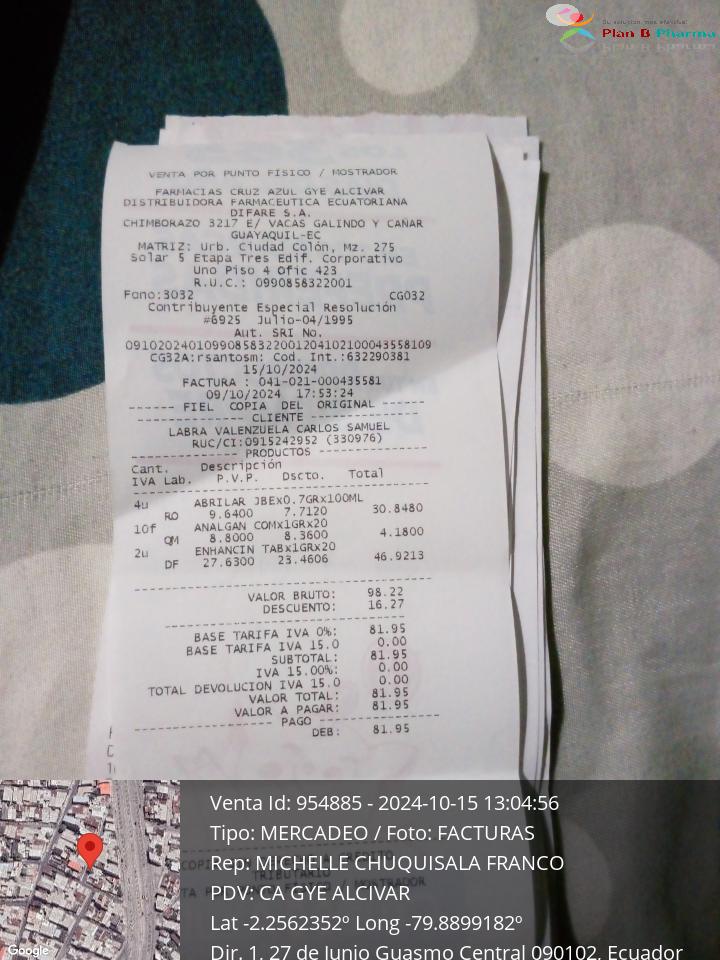 Su solución, más efectiva!
Plan B Pharma
VENTA POR PUNTO FISICO / MOSTRADOR
FARMACIAS CRUZ AZUL GYE ALCIVAR
DISTRIBUIDORA FARMACEUTICA ECUATORIANA
DIFARE S.A.
CHIMBORAZO 3217 E/ VACAS GALINDO Y CAÑAR
GUAYAQUIL-EC
MATRIZ: Urb. Ciudad Colón, Mz. 275
Solar 5 Etapa Tres Edif. Corporativo
Uno Piso 4 Ofic 423
R.U.C.: 0990858322001
Fono:3032 CG032
Contribuyente Especial Resolución
#6925 Julio-04/1995
Aut. SRI No.
0910202401099085832200120410210004355​8109
CG32A:rsantosm: Cod. Int.:632290381
15/10/2024
FACTURA : 041-021-000435581
09/10/2024 17:53:24
------ FIEL COPIA DEL ORIGINAL ------
------ CLIENTE ------
LABRA VALENZUELA CARLOS SAMUEL
RUC/CI:0915242952 (330976)
------ PRODUCTOS ------
Cant. Descripción
IVA Lab. P.V.P. Dscto. Total
4u ABRILAR JBEx0.7GRx100ML
RO 9.6400 7.7120 30.8480
10f ANALGAN COMx1GRx20
QM 8.8000 8.3600 4.1800
2u ENHANCIN TABx1GRx20
DF 27.6300 23.4606 46.9213
VALOR BRUTO: 98.22
DESCUENTO: 16.27
BASE TARIFA IVA 0%: 81.95
BASE TARIFA IVA 15.0 0.00
SUBTOTAL: 81.95
IVA 15.00%: 0.00
TOTAL DEVOLUCION IVA 15.0 0.00
VALOR TOTAL: 81.95
VALOR A PAGAR: 81.95
------ PAGO ------
DEB: 81.95
Venta Id: 954885 - 2024-10-15 13:04:56
Tipo: MERCADEO / Foto: FACTURAS
Rep: MICHELLE CHUQUISALA FRANCO
PDV: CA GYE ALCIVAR
Lat -2.2562352º Long -79.8899182º
Dir. 1, 27 de Junio Guasmo Central 090102, Ecuador
Google